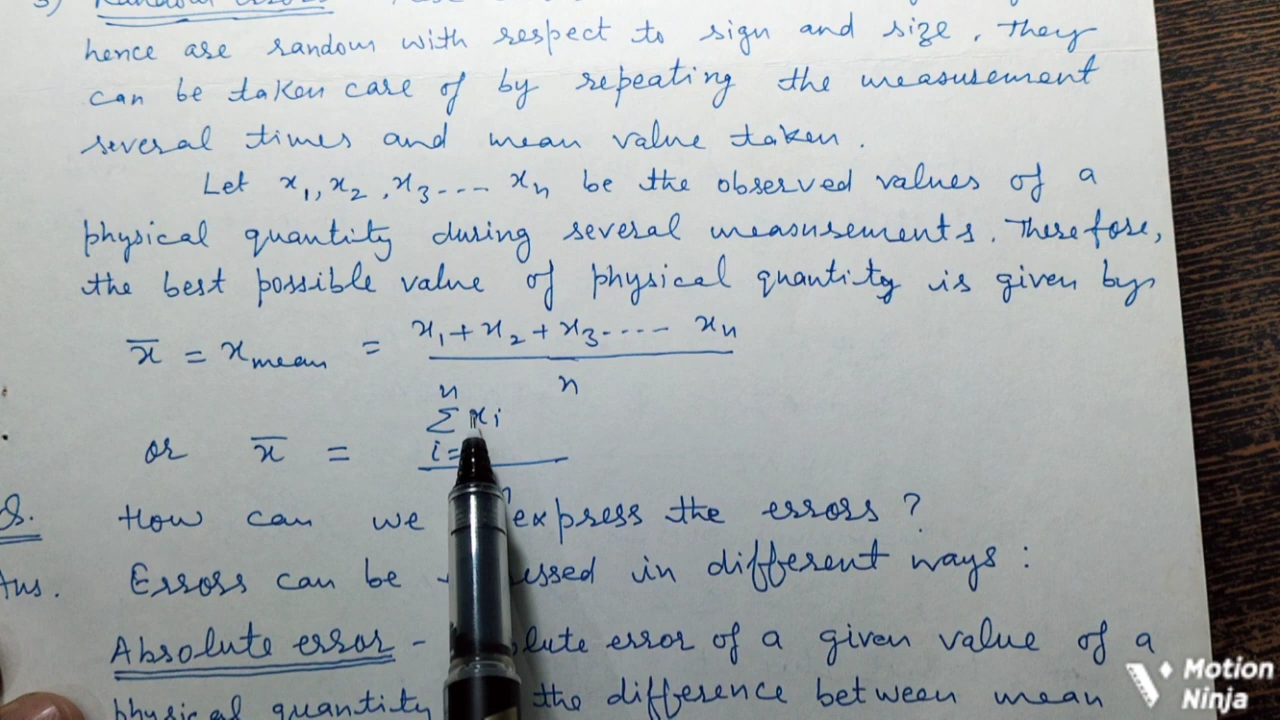 3) Random errors
hence are random with respect to sign and size. They
can be taken care of by repeating the measurement
several times and mean value taken.
Let x₁, x₂, x₃---- xₙ be the observed values of a
physical quantity during several measurements. Therefore,
the best possible value of physical quantity is given by
x̄ = x mean = x₁ + x₂ + x₃----- xₙ
n
n
Σ xᵢ
or x̄ = i=
Q. How can we express the errors ?
Ans. Errors can be in different ways :
Absolute error - error of a given value of a
physical quantity the difference between mean
Motion
Ninja